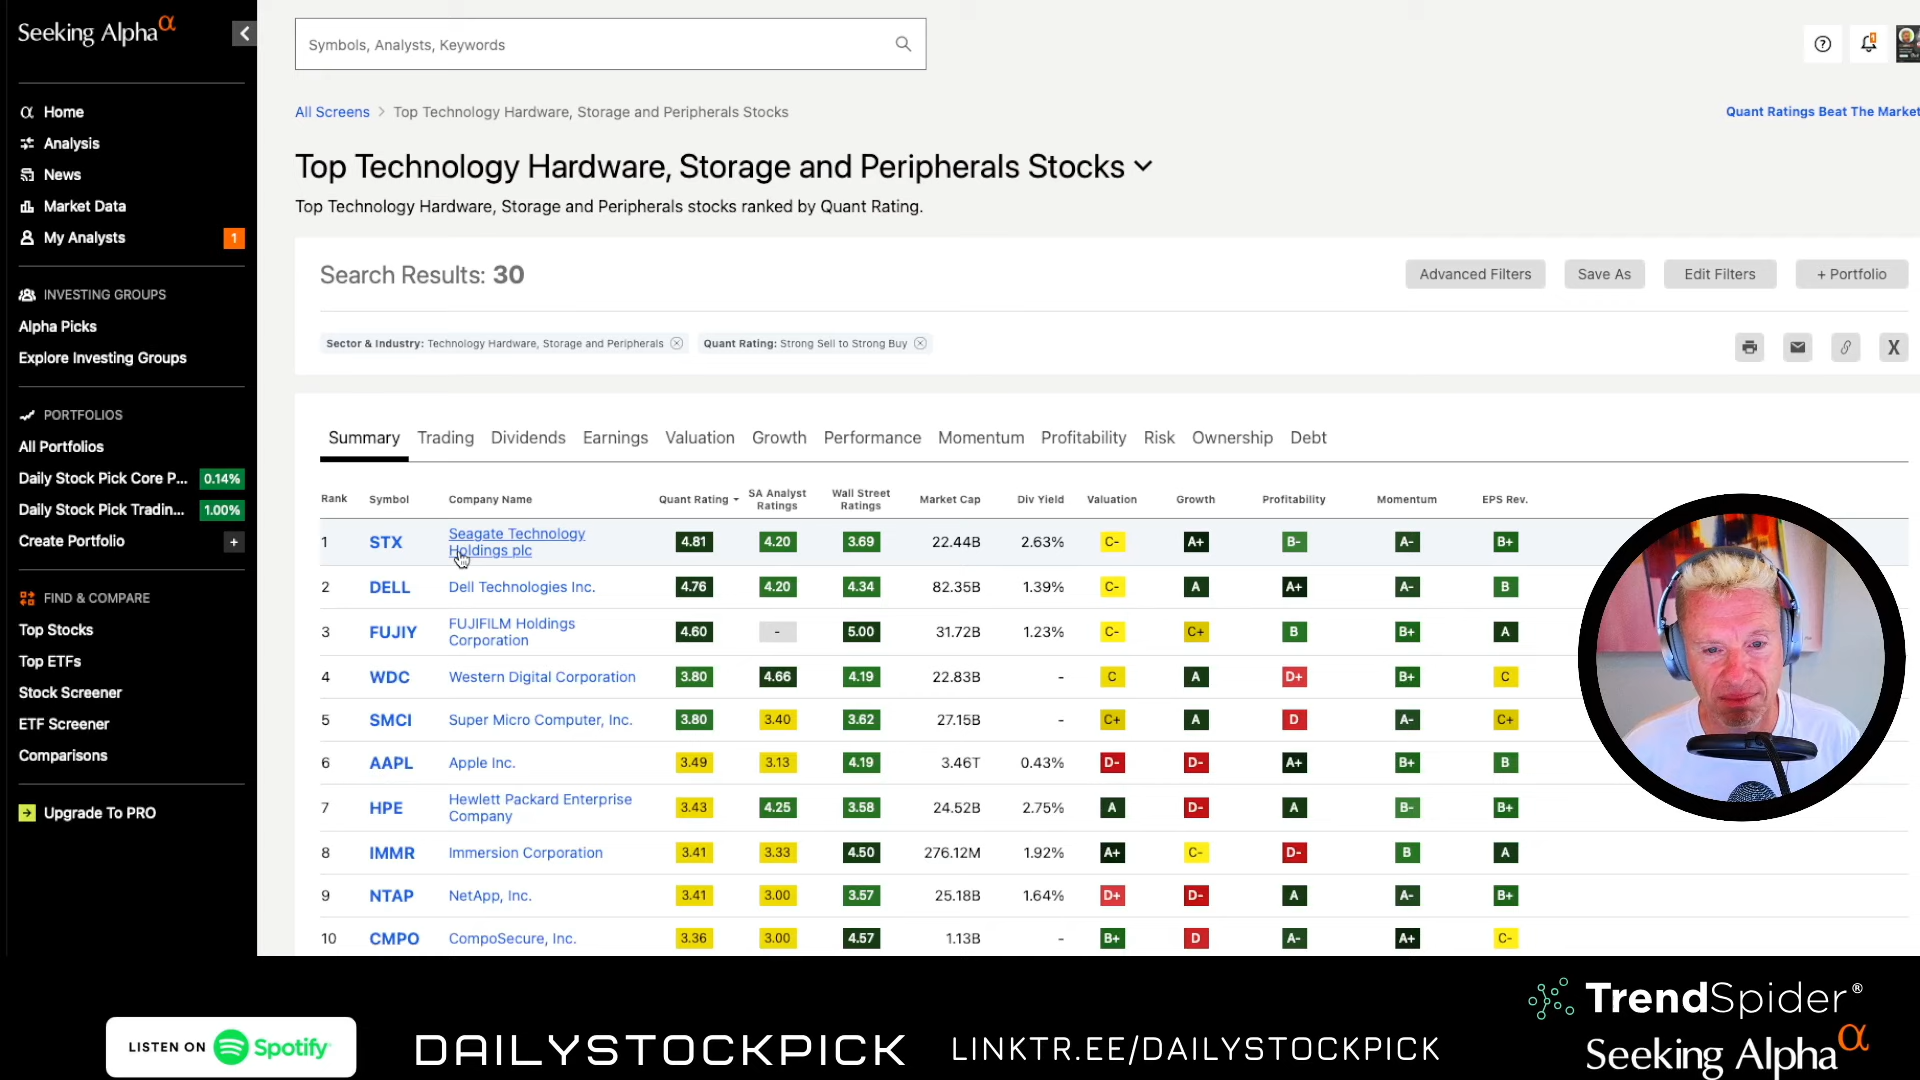 Seeking Alpha α
Symbols, Analysts, Keywords
α Home
Analysis
News
Market Data
My Analysts 1
INVESTING GROUPS
Alpha Picks
Explore Investing Groups
PORTFOLIOS
All Portfolios
Daily Stock Pick Core P... 0.14%
Daily Stock Pick Tradin... 1.00%
Create Portfolio +
FIND & COMPARE
Top Stocks
Top ETFs
Stock Screener
ETF Screener
Comparisons
Upgrade To PRO
All Screens > Top Technology Hardware, Storage and Peripherals Stocks
Quant Ratings Beat The Market
Top Technology Hardware, Storage and Peripherals Stocks
Top Technology Hardware, Storage and Peripherals stocks ranked by Quant Rating.
Search Results: 30
Advanced Filters Save As Edit Filters + Portfolio
Sector & Industry: Technology Hardware, Storage and Peripherals Quant Rating: Strong Sell to Strong Buy
X
Summary Trading Dividends Earnings Valuation Growth Performance Momentum Profitability Risk Ownership Debt
Rank Symbol Company Name Quant Rating SA Analyst Ratings Wall Street Ratings Market Cap Div Yield Valuation Growth Profitability Momentum EPS Rev.
1 STX Seagate Technology Holdings plc 4.81 4.20 3.69 22.44B 2.63% C- A+ B- A- B+
2 DELL Dell Technologies Inc. 4.76 4.20 4.34 82.35B 1.39% C- A A+ A- B
3 FUJIY FUJIFILM Holdings Corporation 4.60 - 5.00 31.72B 1.23% C- C+ B B+ A
4 WDC Western Digital Corporation 3.80 4.66 4.19 22.83B - C A D+ B+ C
5 SMCI Super Micro Computer, Inc. 3.80 3.40 3.62 27.15B - C+ A D A- C+
6 AAPL Apple Inc. 3.49 3.13 4.19 3.46T 0.43% D- D- A+ B+ B
7 HPE Hewlett Packard Enterprise Company 3.43 4.25 3.58 24.52B 2.75% A D- A B- B+
8 IMMR Immersion Corporation 3.41 3.33 4.50 276.12M 1.92% A+ C- D- B A
9 NTAP NetApp, Inc. 3.41 3.00 3.57 25.18B 1.64% D+ D- A A- B+
10 CMPO CompoSecure, Inc. 3.36 3.00 4.57 1.13B - B+ D A- A+ C-
LISTEN ON Spotify
DAILYSTOCKPICK
LINKTR.EE/DAILYSTOCKPICK
TrendSpider®
Seeking Alpha α